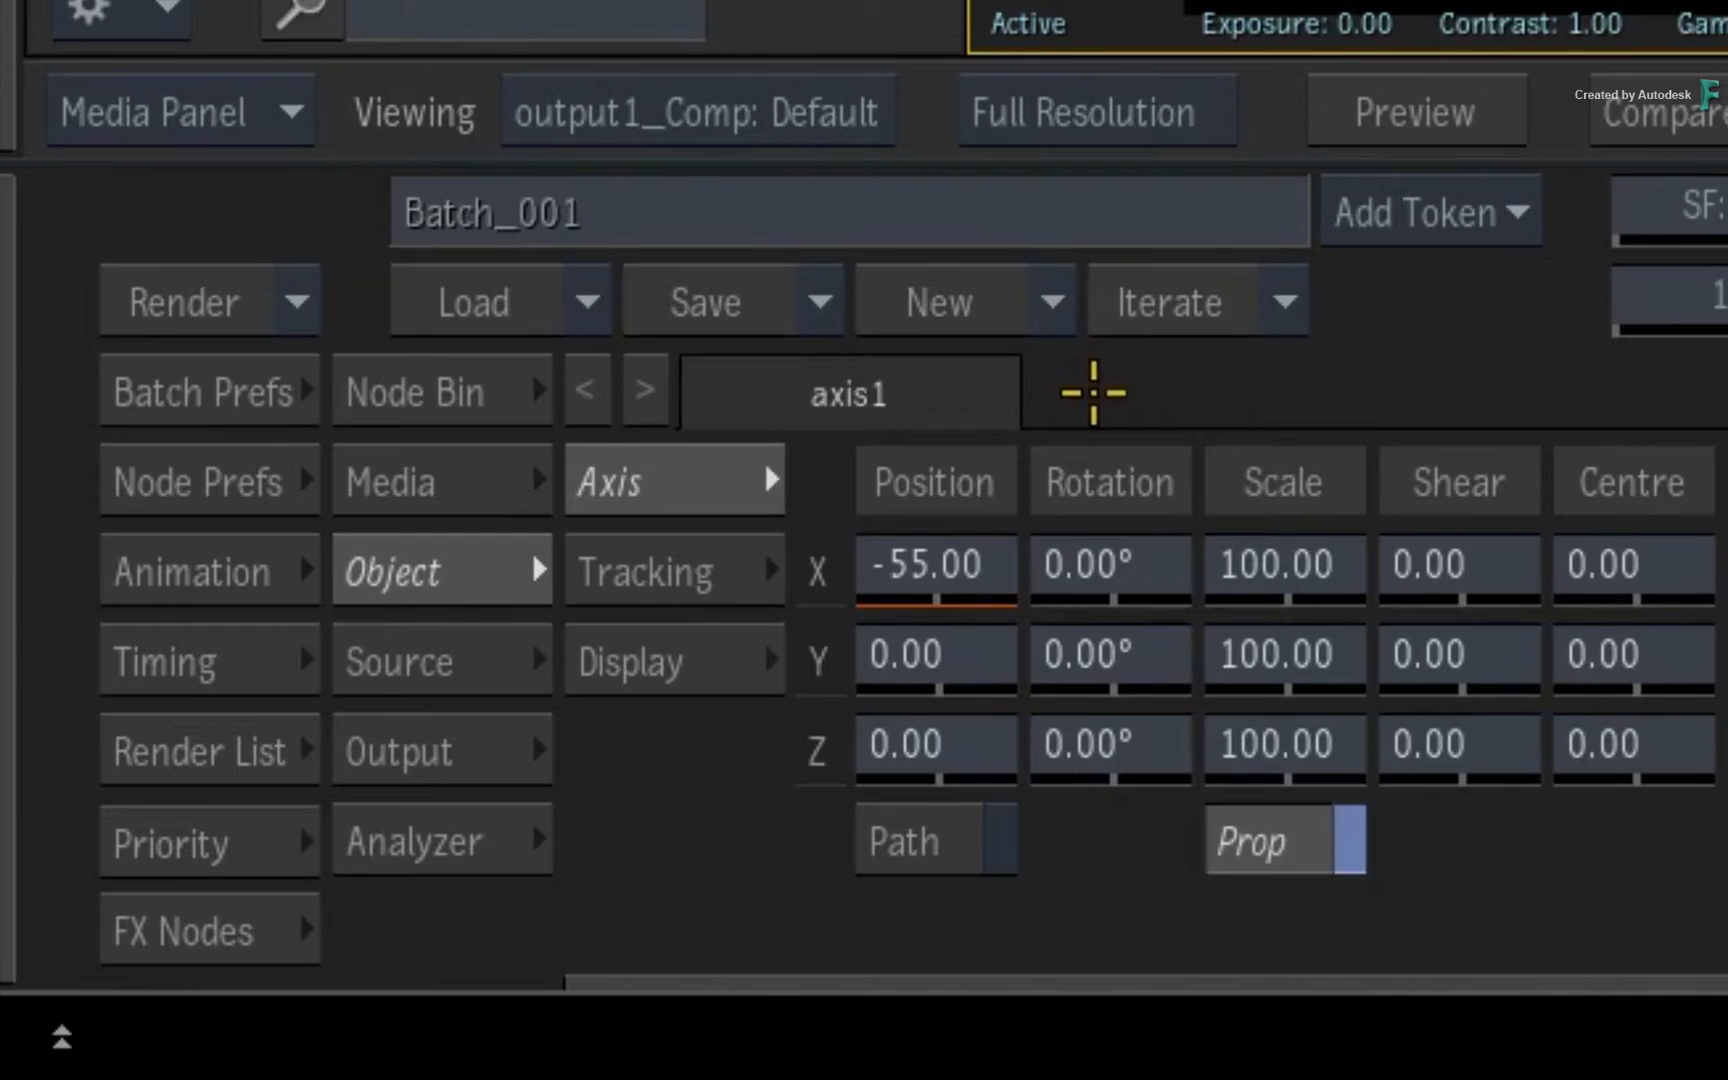 Active Exposure: 0.00 Contrast: 1.00
Media Panel Viewing output1_Comp: Default Full Resolution Preview Created by Autodesk
Batch_001 Add Token SF:
Render Load Save New Iterate 1
Batch Prefs Node Bin < > axis1
Node Prefs Media Axis Position Rotation Scale Shear Centre
Animation Object Tracking X -55.00 0.00° 100.00 0.00 0.00
Timing Source Display Y 0.00 0.00° 100.00 0.00 0.00
Render List Output Z 0.00 0.00° 100.00 0.00 0.00
Priority Analyzer Path Prop
FX Nodes